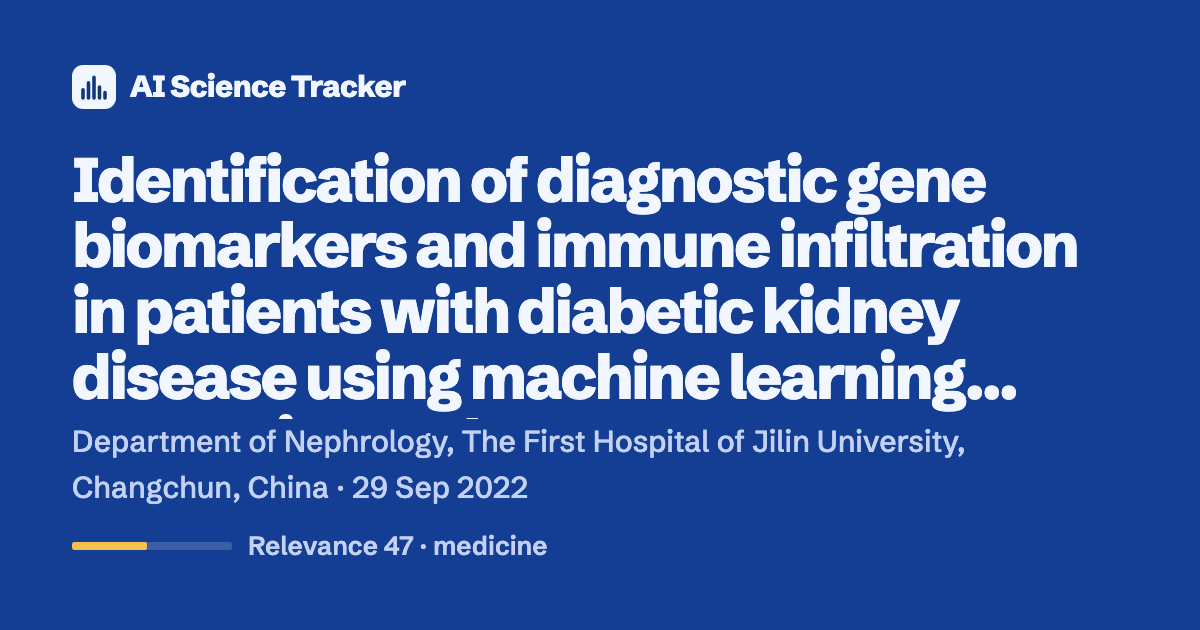 AI Science Tracker
Identification of diagnostic gene
biomarkers and immune infiltration
in patients with diabetic kidney
disease using machine learning...
Department of Nephrology, The First Hospital of Jilin University,
Changchun, China · 29 Sep 2022
Relevance 47 · medicine